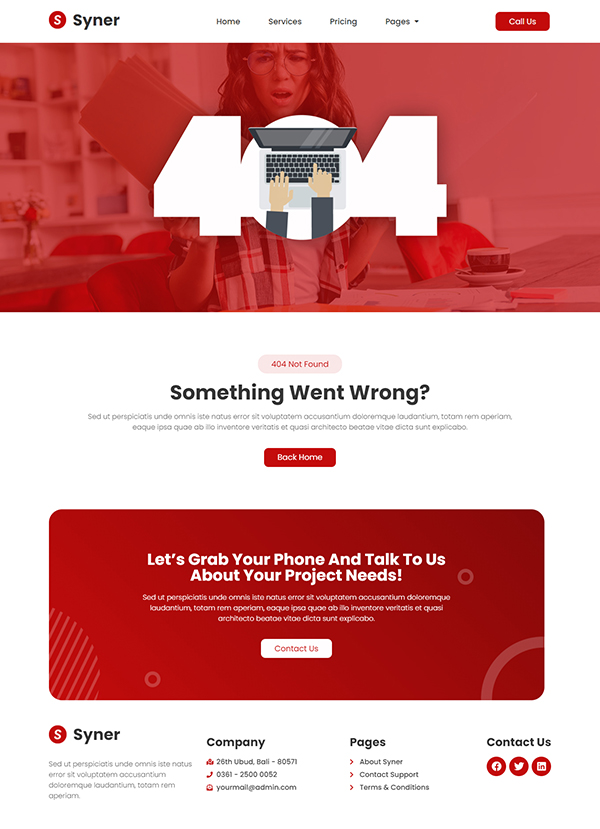 S Syner
Home Services Pricing Pages
Call Us
404
404 Not Found
Something Went Wrong?
Sed ut perspiciatis unde omnis iste natus error sit voluptatem accusantium doloremque laudantium, totam rem aperiam,
eaque ipsa quae ab illo inventore veritatis et quasi architecto beatae vitae dicta sunt explicabo.
Back Home
Let's Grab Your Phone And Talk To Us
About Your Project Needs!
Sed ut perspiciatis unde omnis iste natus error sit voluptatem accusantium doloremque
laudantium, totam rem aperiam, eaque ipsa quae ab illo inventore veritatis et quasi
architecto beatae vitae dicta sunt explicabo.
Contact Us
S Syner
Sed ut perspiciatis unde omnis iste natus
error sit voluptatem accusantium
doloremque laudantium, totam rem
aperiam.
Company
26th Ubud, Bali - 80571
0361 - 2500 0052
yourmail@admin.com
Pages
About Syner
Contact Support
Terms & Conditions
Contact Us